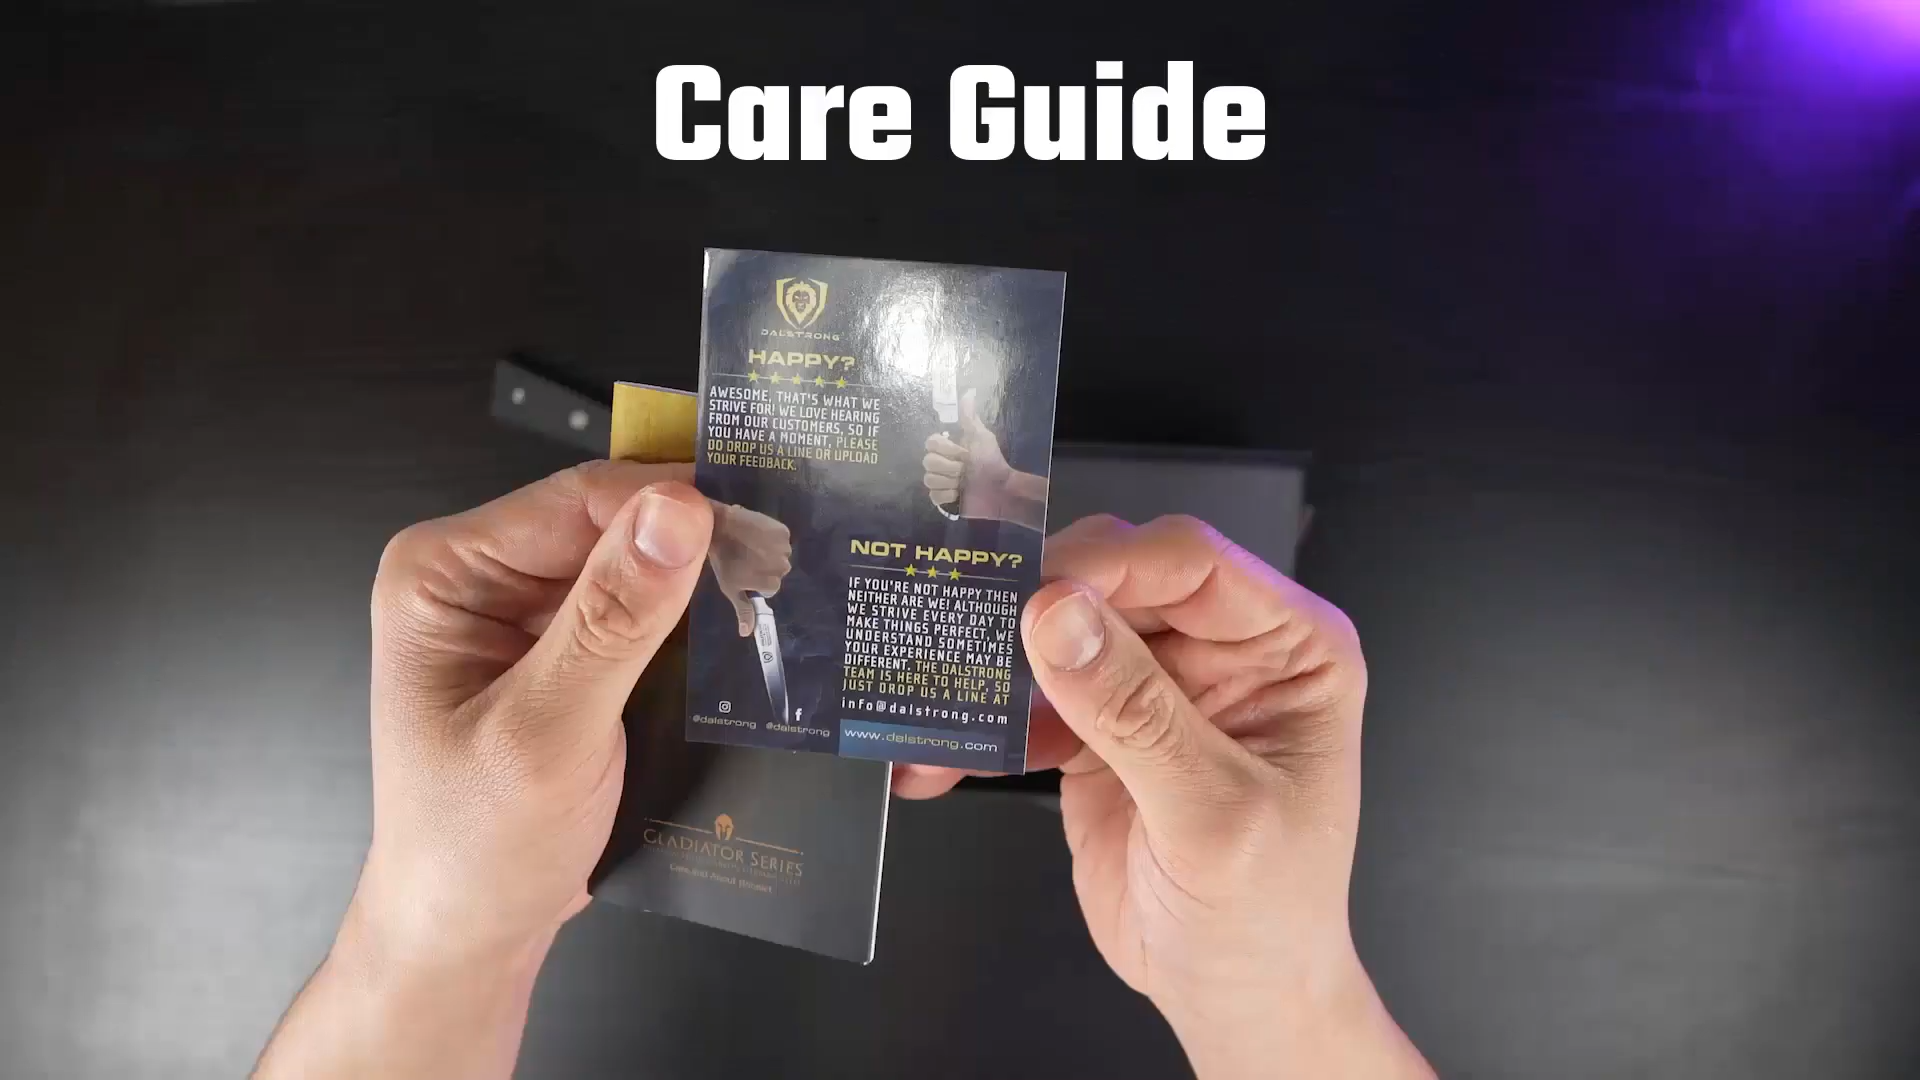 Care Guide
DALSTRONG
HAPPY?
AWESOME, THAT'S WHAT WE
STRIVE FOR! WE LOVE HEARING
FROM OUR CUSTOMERS, SO IF
YOU HAVE A MOMENT, PLEASE
DO DROP US A LINE OR UPLOAD
YOUR FEEDBACK.
NOT HAPPY?
IF YOU'RE NOT HAPPY THEN
NEITHER ARE WE! ALTHOUGH
WE STRIVE EVERY DAY TO
MAKE THINGS PERFECT, WE
UNDERSTAND SOMETIMES
YOUR EXPERIENCE MAY BE
DIFFERENT. THE DALSTRONG
TEAM IS HERE TO HELP, SO
JUST DROP US A LINE AT
info@dalstrong.com
www.dalstrong.com
@dalstrong @dalstrong
GLADIATOR SERIES
Care and About Booklet